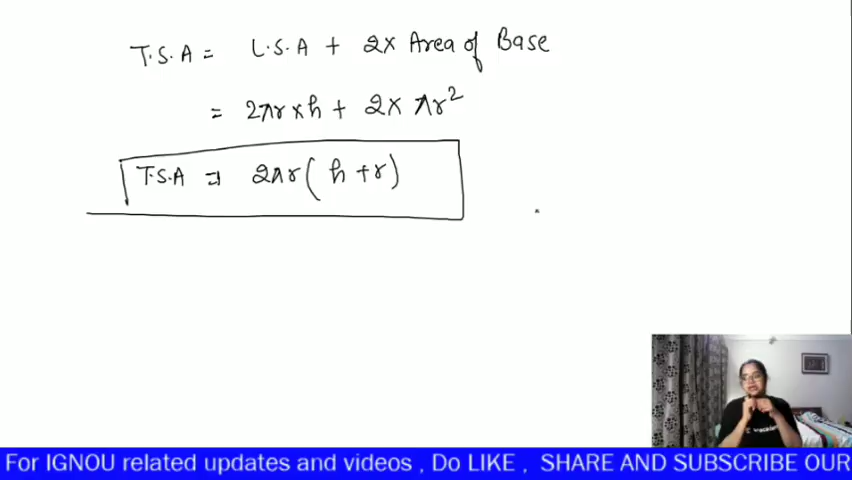 T.S.A = L.S.A + 2x Area of Base
= 2πr x h + 2 x πr²
T.S.A = 2πr ( h + r )
For IGNOU related updates and videos , Do LIKE , SHARE AND SUBSCRIBE OUR